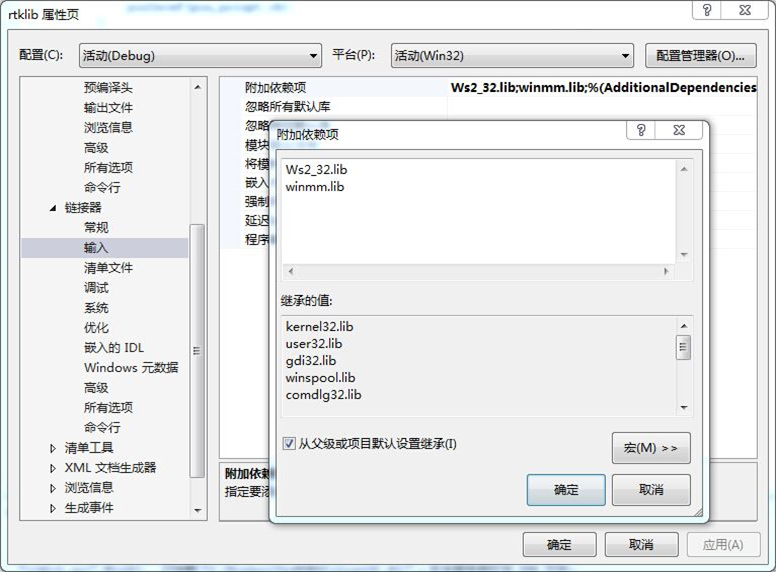 rtklib 属性页
配置(C):
活动(Debug)
平台(P):
活动(Win32)
配置管理器(O)...
预编译头
输出文件
浏览信息
高级
所有选项
命令行
链接器
常规
输入
清单文件
调试
系统
优化
嵌入的 IDL
Windows 元数据
高级
所有选项
命令行
清单工具
XML 文档生成器
浏览信息
生成事件
附加依赖项
Ws2_32.lib;winmm.lib;%(AdditionalDependencies
忽略所有默认库
忽略
模块
将模
嵌入
强制
延迟
程序
附加依赖
指定要添
附加依赖项
Ws2_32.lib
winmm.lib
继承的值:
kernel32.lib
user32.lib
gdi32.lib
winspool.lib
comdlg32.lib
从父级或项目默认设置继承(I)
宏(M) >>
确定
取消
确定
取消
应用(A)